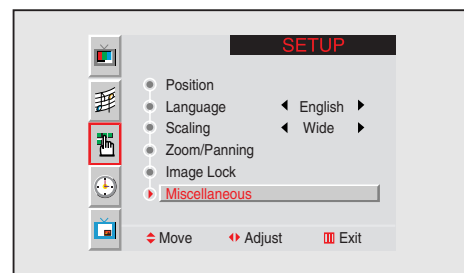 SETUP
Position
Language English
Scaling Wide
Zoom/Panning
Image Lock
Miscellaneous
Move Adjust Exit